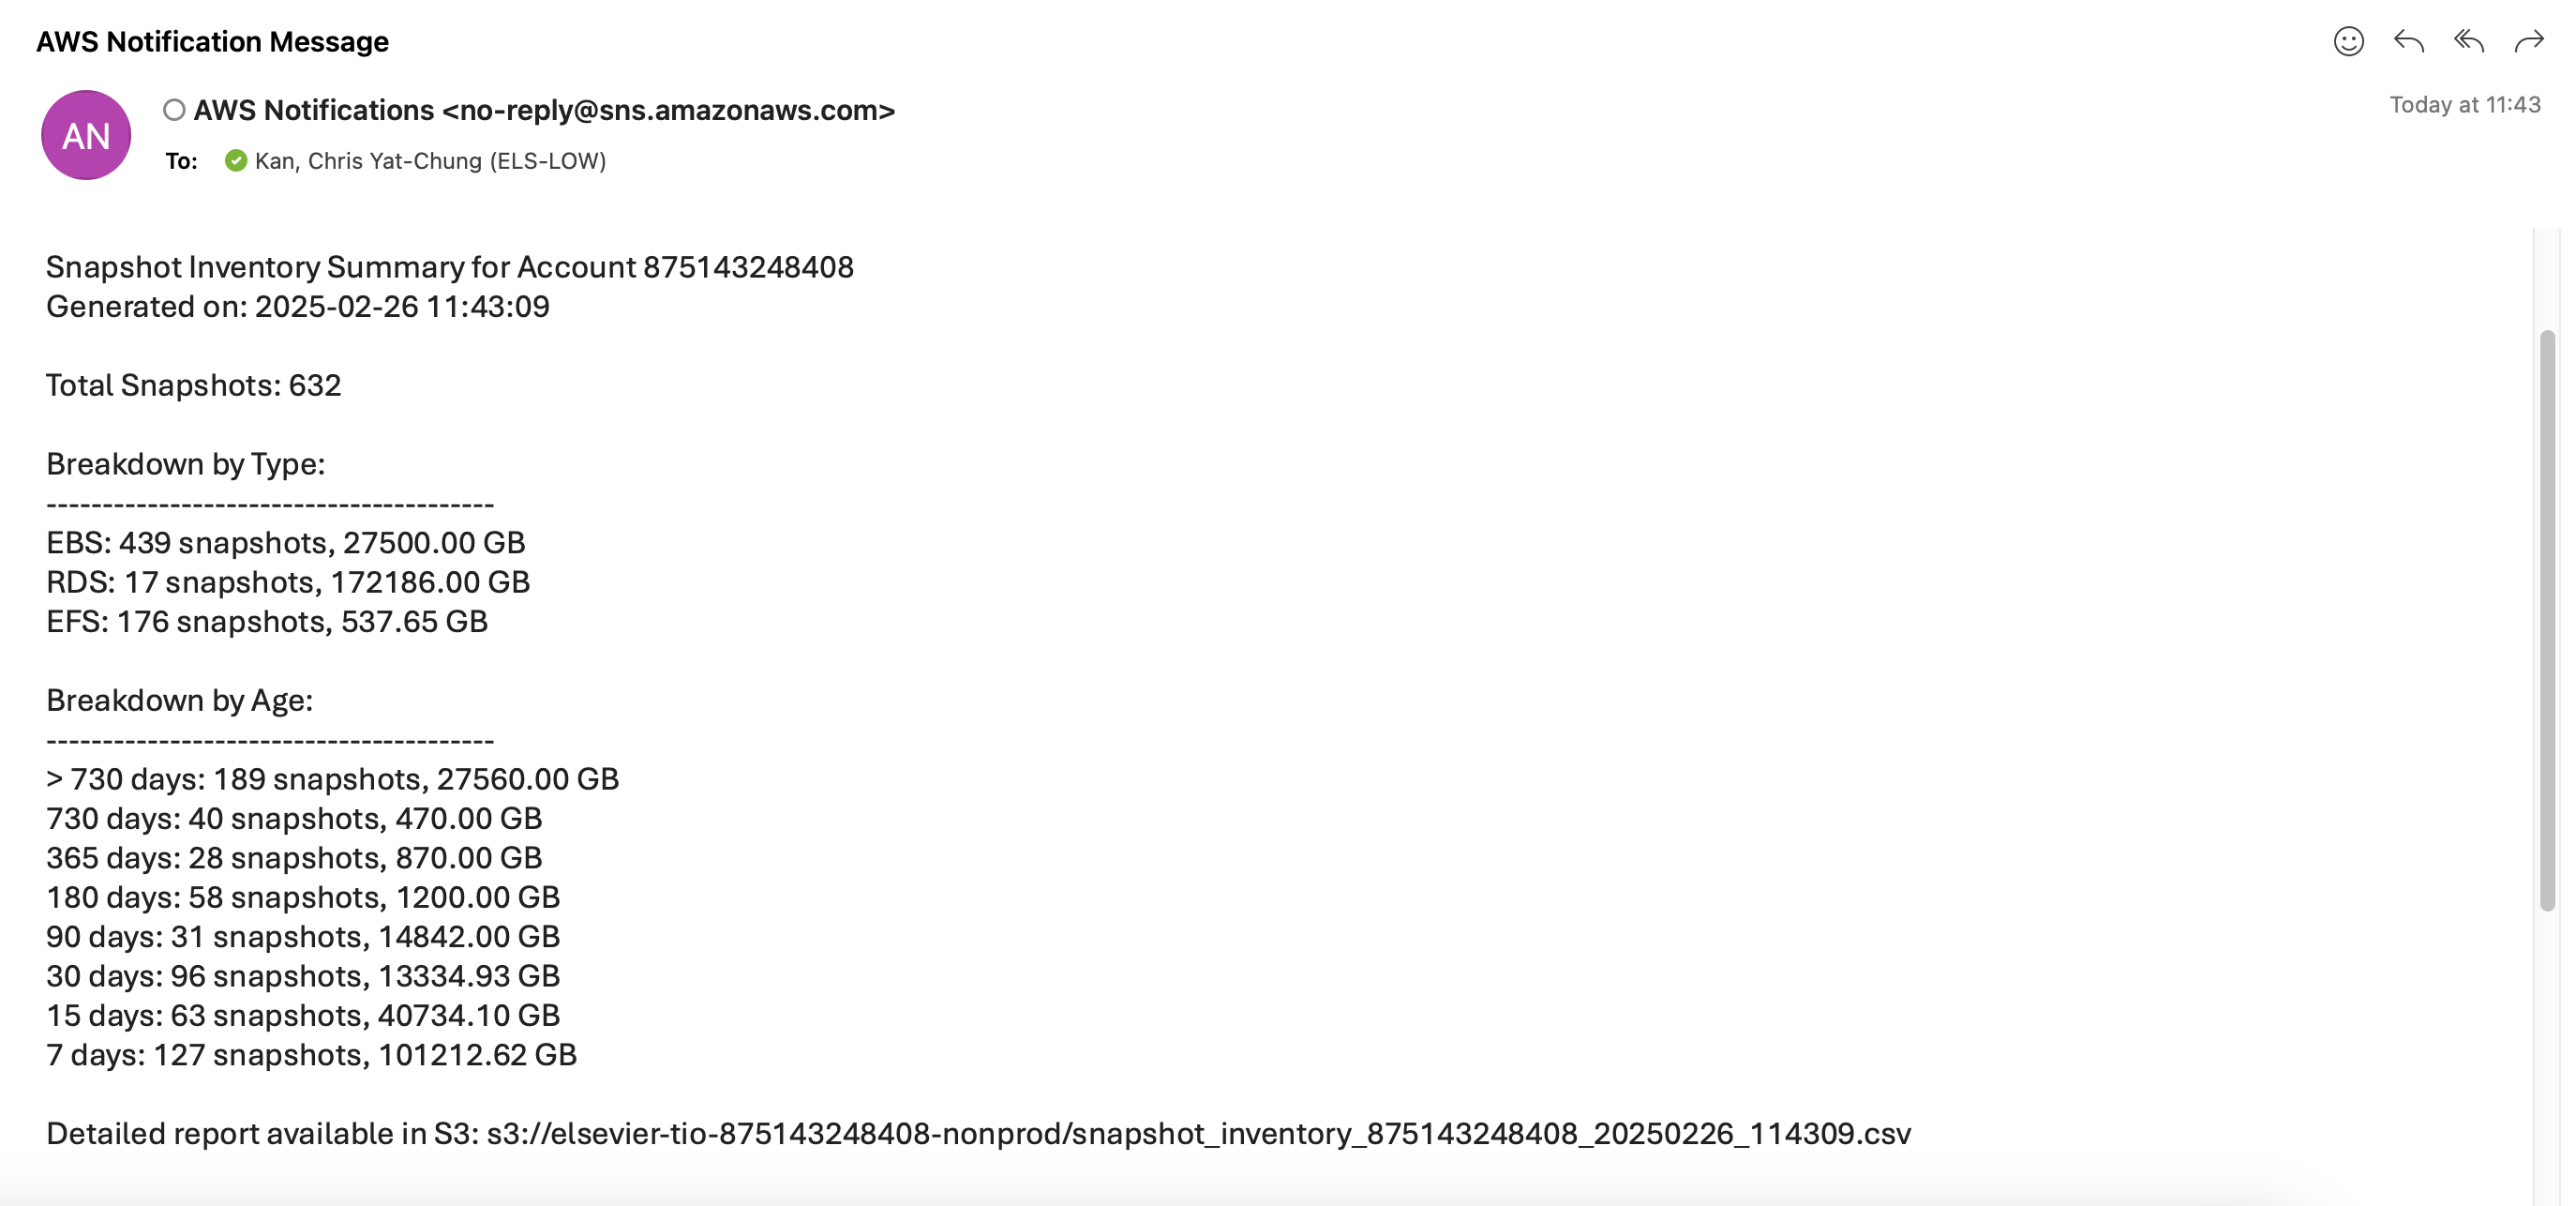 AWS Notification Message
AN
AWS Notifications <no-reply@sns.amazonaws.com>
Today at 11:43
To: Kan, Chris Yat-Chung (ELS-LOW)
Snapshot Inventory Summary for Account 875143248408
Generated on: 2025-02-26 11:43:09
Total Snapshots: 632
Breakdown by Type:
----------------------------------------
EBS: 439 snapshots, 27500.00 GB
RDS: 17 snapshots, 172186.00 GB
EFS: 176 snapshots, 537.65 GB
Breakdown by Age:
----------------------------------------
> 730 days: 189 snapshots, 27560.00 GB
730 days: 40 snapshots, 470.00 GB
365 days: 28 snapshots, 870.00 GB
180 days: 58 snapshots, 1200.00 GB
90 days: 31 snapshots, 14842.00 GB
30 days: 96 snapshots, 13334.93 GB
15 days: 63 snapshots, 40734.10 GB
7 days: 127 snapshots, 101212.62 GB
Detailed report available in S3: s3://elsevier-tio-875143248408-nonprod/snapshot_inventory_875143248408_20250226_114309.csv